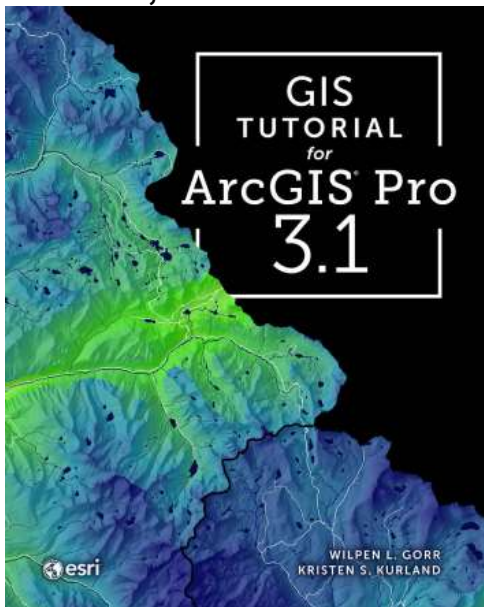 GIS
TUTORIAL
for
ArcGIS® Pro
3.1
WILPEN L. GORR
KRISTEN S. KURLAND
esri